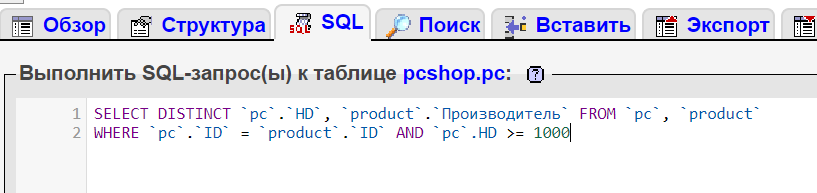 Обзор Структура SQL Поиск Вставить Экспорт
Выполнить SQL-запрос(ы) к таблице pcshop.pc:
1 SELECT DISTINCT `pc`.`HD`, `product`.`Производитель` FROM `pc`, `product`
2 WHERE `pc`.`ID` = `product`.`ID` AND `pc`.HD >= 1000